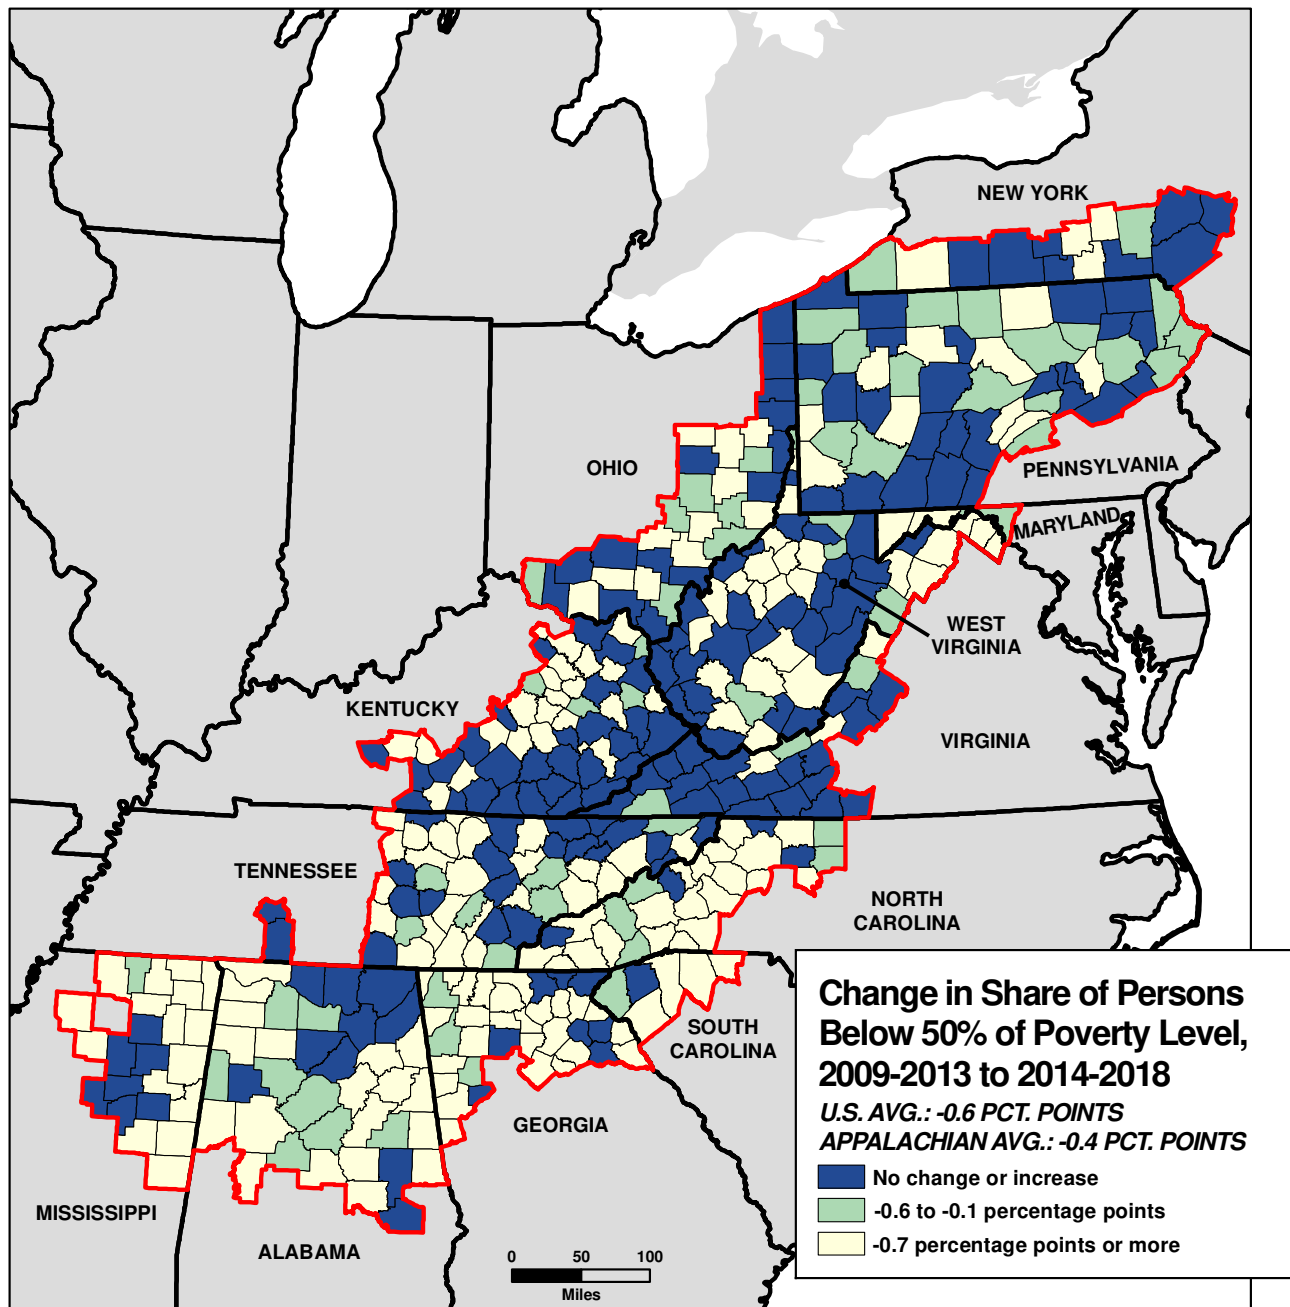 NEW YORK
OHIO
PENNSYLVANIA
MARYLAND
WEST
VIRGINIA
KENTUCKY
VIRGINIA
TENNESSEE
NORTH
CAROLINA
SOUTH
CAROLINA
GEORGIA
MISSISSIPPI
ALABAMA
Change in Share of Persons
Below 50% of Poverty Level,
2009-2013 to 2014-2018
U.S. AVG.: -0.6 PCT. POINTS
APPALACHIAN AVG.: -0.4 PCT. POINTS
No change or increase
-0.6 to -0.1 percentage points
-0.7 percentage points or more
0 50 100
Miles